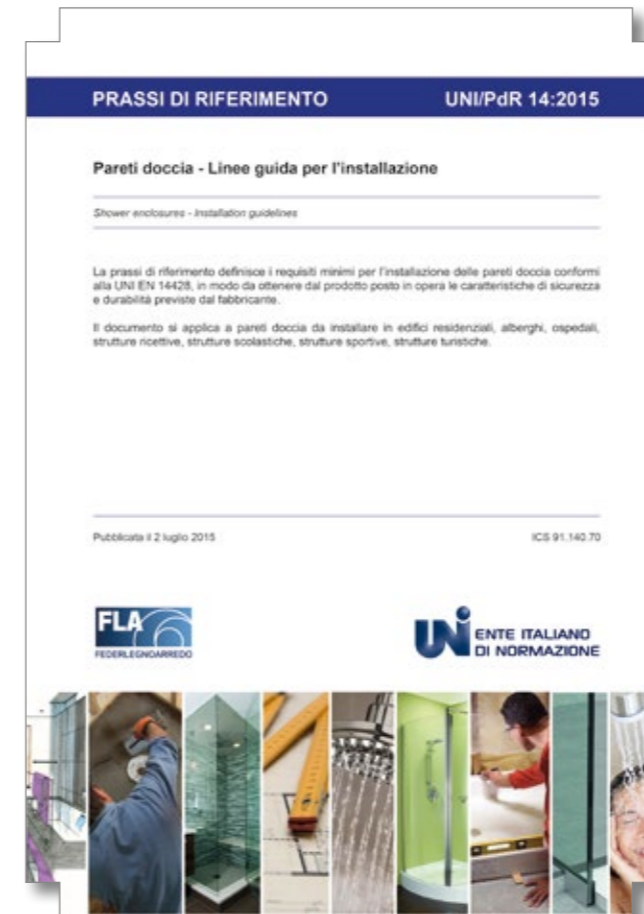 PRASSI DI RIFERIMENTO
UNI/PdR 14:2015
Pareti doccia - Linee guida per l'installazione
Shower enclosures - Installation guidelines
La prassi di riferimento definisce i requisiti minimi per l'installazione delle pareti doccia conformi
alla UNI EN 14428, in modo da ottenere dal prodotto posto in opera le caratteristiche di sicurezza
e durabilità previste dal fabbricante.
Il documento si applica a pareti doccia da installare in edifici residenziali, alberghi, ospedali,
strutture ricettive, strutture scolastiche, strutture sportive, strutture turistiche.
Pubblicata il 2 luglio 2015
ICS 91.140.70
FLA
FEDERLEGNOARREDO
UNI
ENTE ITALIANO
DI NORMAZIONE